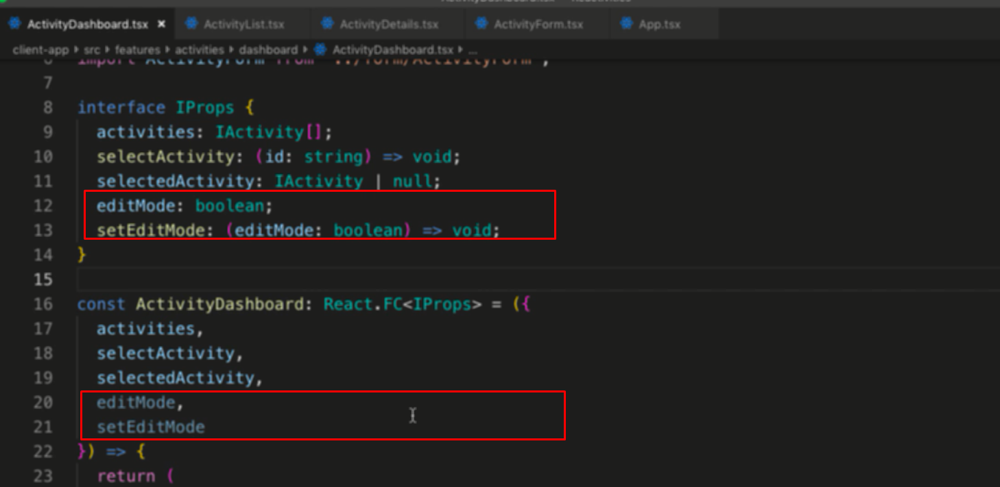 ActivityDashboard.tsx × ActivityList.tsx ActivityDetails.tsx ActivityForm.tsx App.tsx
client-app › src › features › activities › dashboard › ActivityDashboard.tsx › ...
6 import ActivityForm from '../form/ActivityForm';
7
8 interface IProps {
9 activities: IActivity[];
10 selectActivity: (id: string) => void;
11 selectedActivity: IActivity | null;
12 editMode: boolean;
13 setEditMode: (editMode: boolean) => void;
14 }
15
16 const ActivityDashboard: React.FC<IProps> = ({
17 activities,
18 selectActivity,
19 selectedActivity,
20 editMode,
21 setEditMode
22 }) => {
23 return (